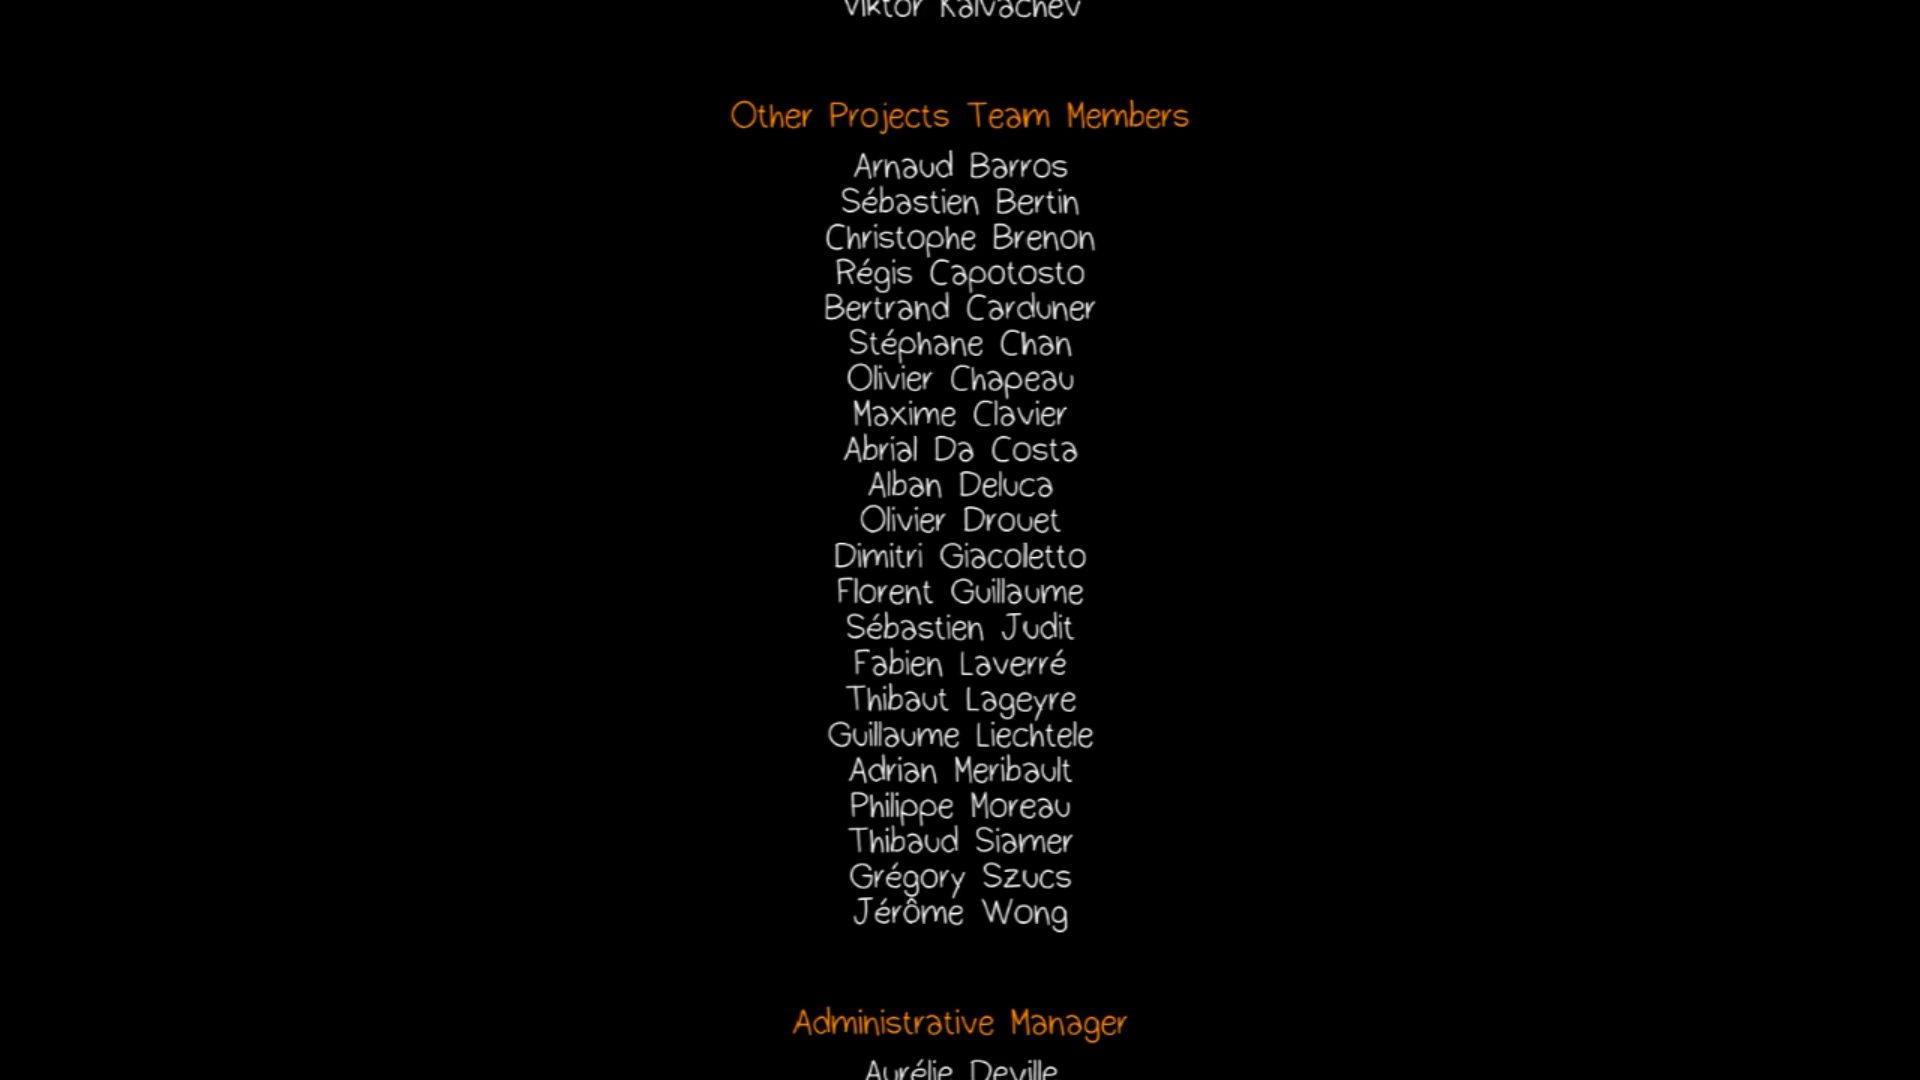 Viktor Kalvachev
Other Projects Team Members
Arnaud Barros
Sébastien Bertin
Christophe Brenon
Régis Capotosto
Bertrand Carduner
Stéphane Chan
Olivier Chapeau
Maxime Clavier
Abrial Da Costa
Alban Deluca
Olivier Drouet
Dimitri Giacoletto
Florent Guillaume
Sébastien Judit
Fabien Laverré
Thibaut Lageyre
Guillaume Liechtele
Adrian Meribault
Philippe Moreau
Thibaud Siamer
Grégory Szucs
Jérôme Wong
Administrative Manager
Aurélie Deville